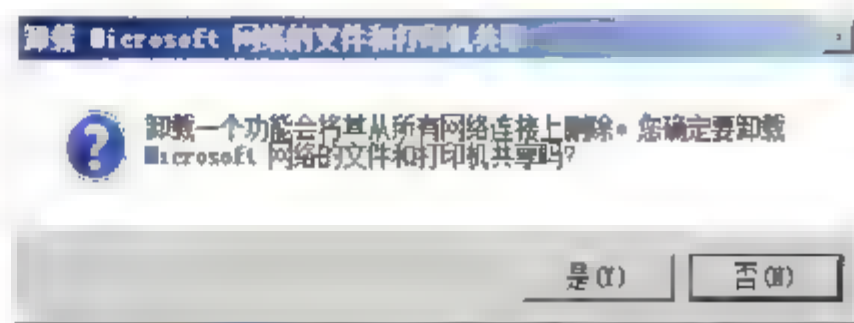 卸载 Microsoft 网络的文件和打印机共享
卸载一个功能会将其从所有网络连接上删除。您确定要卸载
Microsoft 网络的文件和打印机共享吗?
是(Y)
否(N)